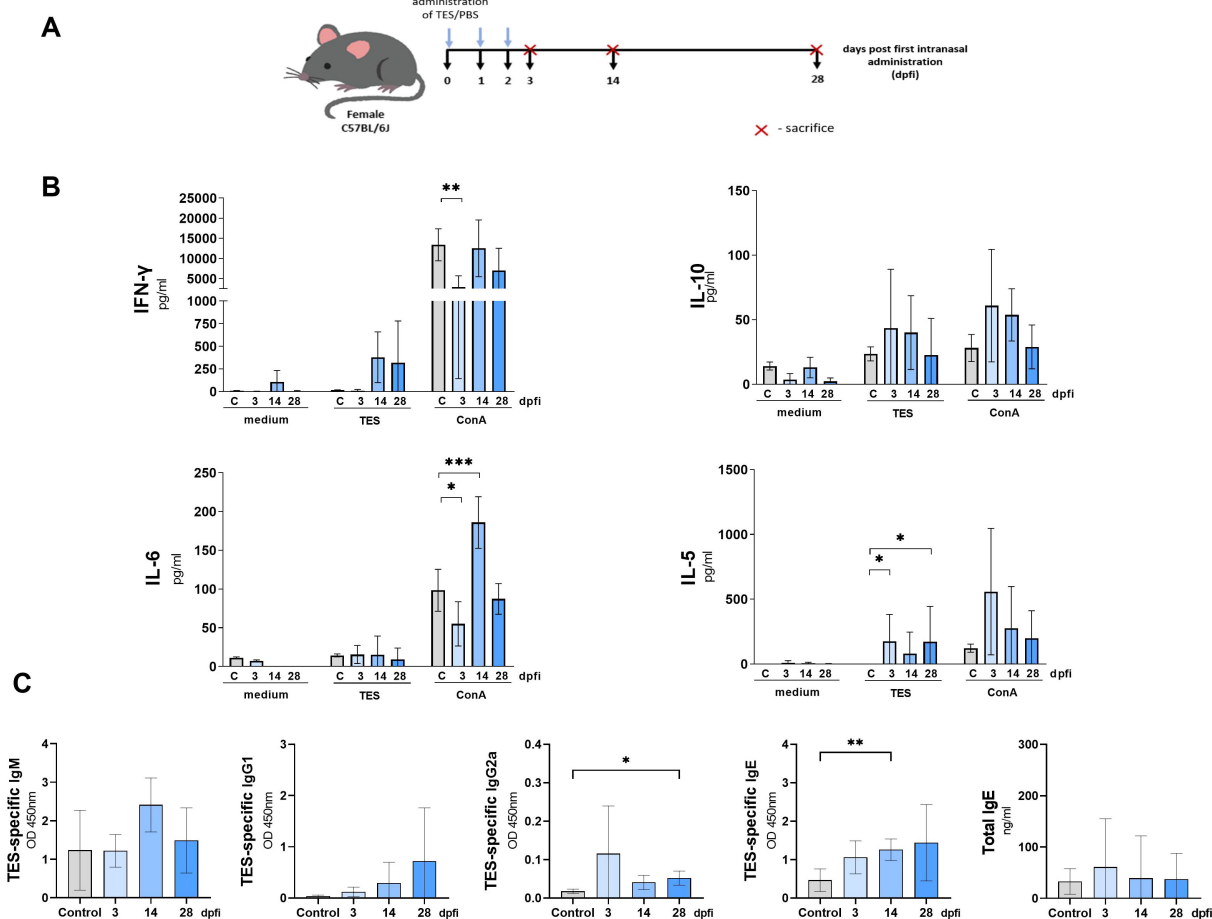 administration
of TES/PBS
A
0 1 2 3 14 28
days post first intranasal
administration
(dpfi)
Female
C57BL/6J
- sacrifice
B
IFN-γ
pg/ml
25000
20000
15000
10000
5000
1000
750
500
250
0
**
C 3 14 28 C 3 14 28 C 3 14 28 dpfi
medium TES ConA
IL-10
pg/ml
150
100
50
0
C 3 14 28 C 3 14 28 C 3 14 28 dpfi
medium TES ConA
IL-6
pg/ml
250
200
150
100
50
0
***
*
C 3 14 28 C 3 14 28 C 3 14 28 dpfi
medium TES ConA
IL-5
pg/ml
1500
1000
500
0
*
*
C 3 14 28 C 3 14 28 C 3 14 28 dpfi
medium TES ConA
C
TES-specific IgM
OD 450nm
4
3
2
1
0
Control 3 14 28 dpfi
TES-specific IgG1
OD 450nm
3
2
1
0
Control 3 14 28 dpfi
TES-specific IgG2a
OD 450nm
0.4
0.3
0.2
0.1
0.0
*
Control 3 14 28 dpfi
TES-specific IgE
OD 450nm
4
3
2
1
0
**
Control 3 14 28 dpfi
Total IgE
ng/ml
300
200
100
0
Control 3 14 28 dpfi